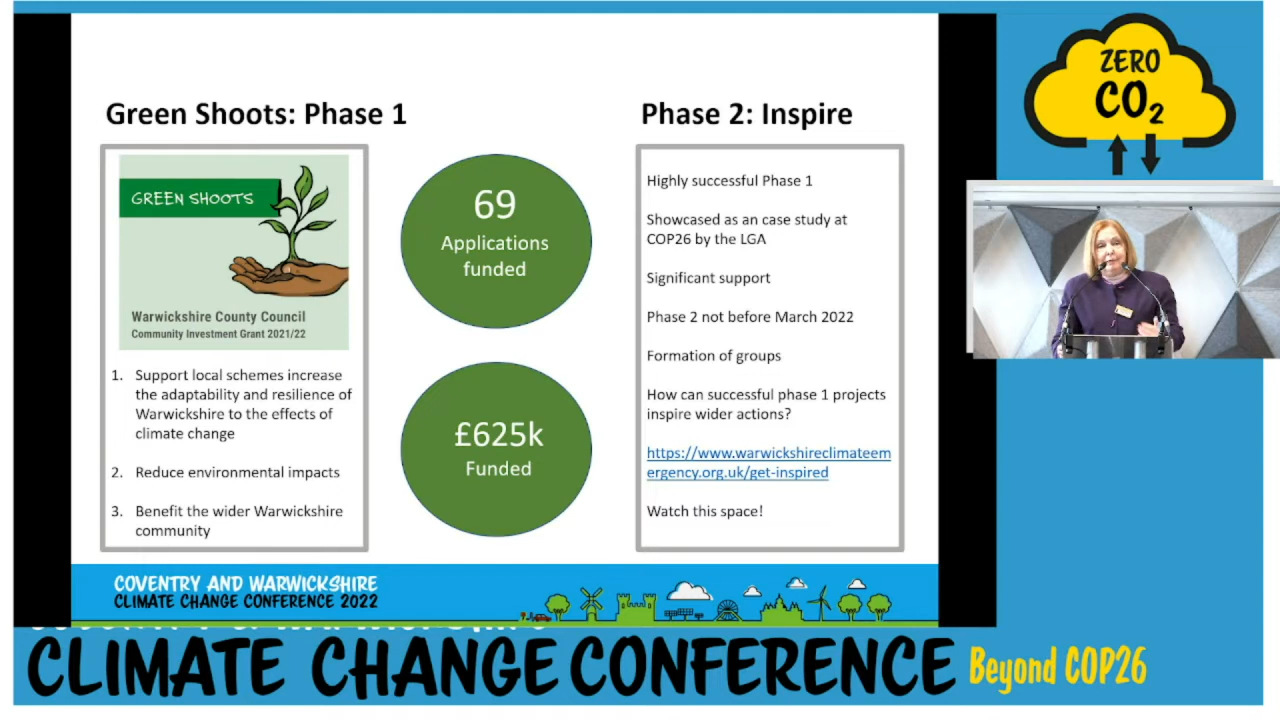 ZERO
CO2
Green Shoots: Phase 1
GREEN SHOOTS
Warwickshire County Council
Community Investment Grant 2021/22
1. Support local schemes increase
the adaptability and resilience of
Warwickshire to the effects of
climate change
2. Reduce environmental impacts
3. Benefit the wider Warwickshire
community
69
Applications
funded
£625k
Funded
Phase 2: Inspire
Highly successful Phase 1
Showcased as an case study at
COP26 by the LGA
Significant support
Phase 2 not before March 2022
Formation of groups
How can successful phase 1 projects
inspire wider actions?
https://www.warwickshireclimateem
ergency.org.uk/get-inspired
Watch this space!
COVENTRY AND WARWICKSHIRE
CLIMATE CHANGE CONFERENCE 2022
CLIMATE CHANGE CONFERENCE Beyond COP26